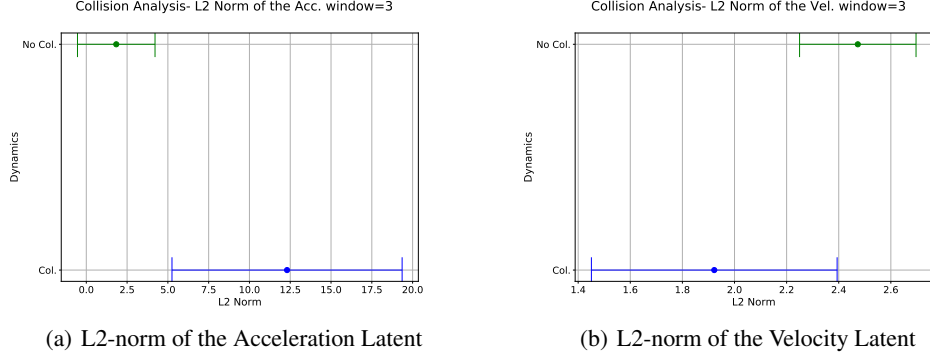 Collision Analysis- L2 Norm of the Acc. window=3
No Col.
Dynamics
Col.
0.0 2.5 5.0 7.5 10.0 12.5 15.0 17.5 20.0
L2 Norm
(a) L2-norm of the Acceleration Latent
Collision Analysis- L2 Norm of the Vel. window=3
No Col.
Dynamics
Col.
1.4 1.6 1.8 2.0 2.2 2.4 2.6
L2 Norm
(b) L2-norm of the Velocity Latent